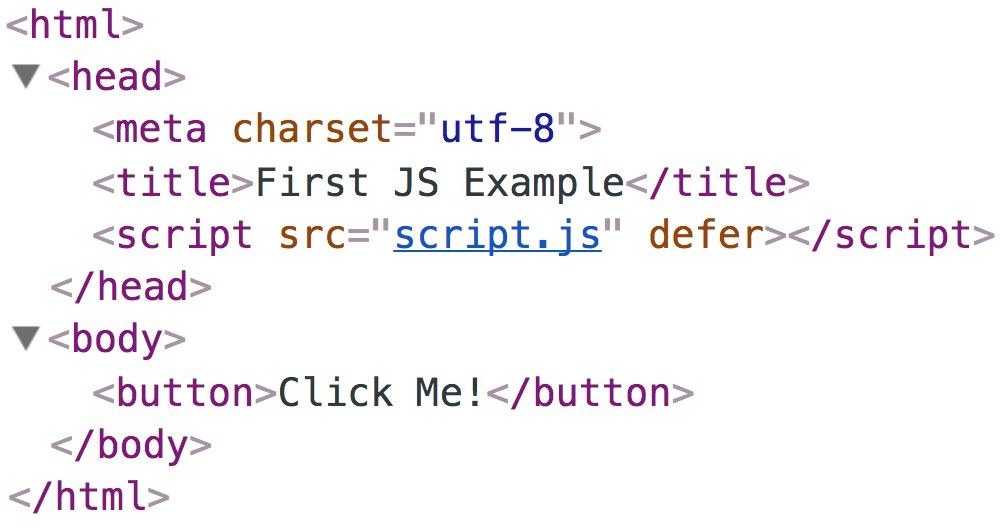 <html>
<head>
<meta charset="utf-8">
<title>First JS Example</title>
<script src="script.js" defer></script>
</head>
<body>
<button>Click Me!</button>
</body>
</html>